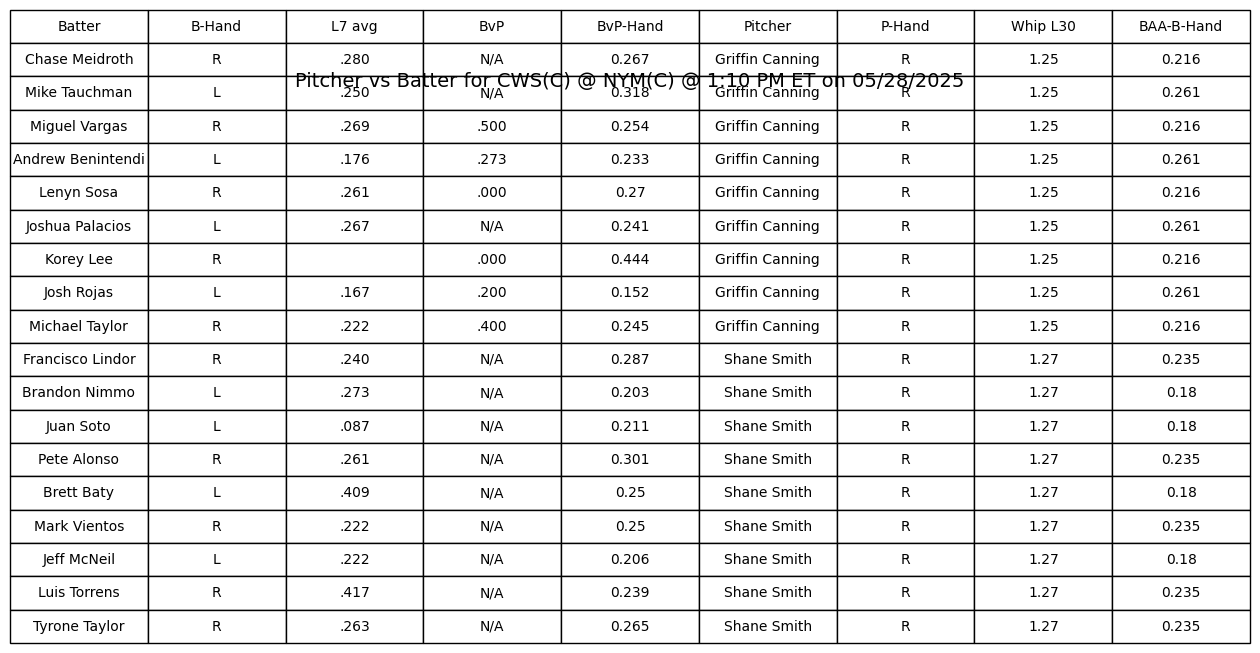 Batter B-Hand L7 avg BvP BvP-Hand Pitcher P-Hand Whip L30 BAA-B-Hand
Chase Meidroth R .280 N/A 0.267 Griffin Canning R 1.25 0.216
Pitcher vs Batter for CWS(C) @ NYM(C) @ 1:10 PM ET on 05/28/2025
Mike Tauchman L .250 N/A 0.318 Griffin Canning R 1.25 0.261
Miguel Vargas R .269 .500 0.254 Griffin Canning R 1.25 0.216
Andrew Benintendi L .176 .273 0.233 Griffin Canning R 1.25 0.261
Lenyn Sosa R .261 .000 0.27 Griffin Canning R 1.25 0.216
Joshua Palacios L .267 N/A 0.241 Griffin Canning R 1.25 0.261
Korey Lee R .000 0.444 Griffin Canning R 1.25 0.216
Josh Rojas L .167 .200 0.152 Griffin Canning R 1.25 0.261
Michael Taylor R .222 .400 0.245 Griffin Canning R 1.25 0.216
Francisco Lindor R .240 N/A 0.287 Shane Smith R 1.27 0.235
Brandon Nimmo L .273 N/A 0.203 Shane Smith R 1.27 0.18
Juan Soto L .087 N/A 0.211 Shane Smith R 1.27 0.18
Pete Alonso R .261 N/A 0.301 Shane Smith R 1.27 0.235
Brett Baty L .409 N/A 0.25 Shane Smith R 1.27 0.18
Mark Vientos R .222 N/A 0.25 Shane Smith R 1.27 0.235
Jeff McNeil L .222 N/A 0.206 Shane Smith R 1.27 0.18
Luis Torrens R .417 N/A 0.239 Shane Smith R 1.27 0.235
Tyrone Taylor R .263 N/A 0.265 Shane Smith R 1.27 0.235